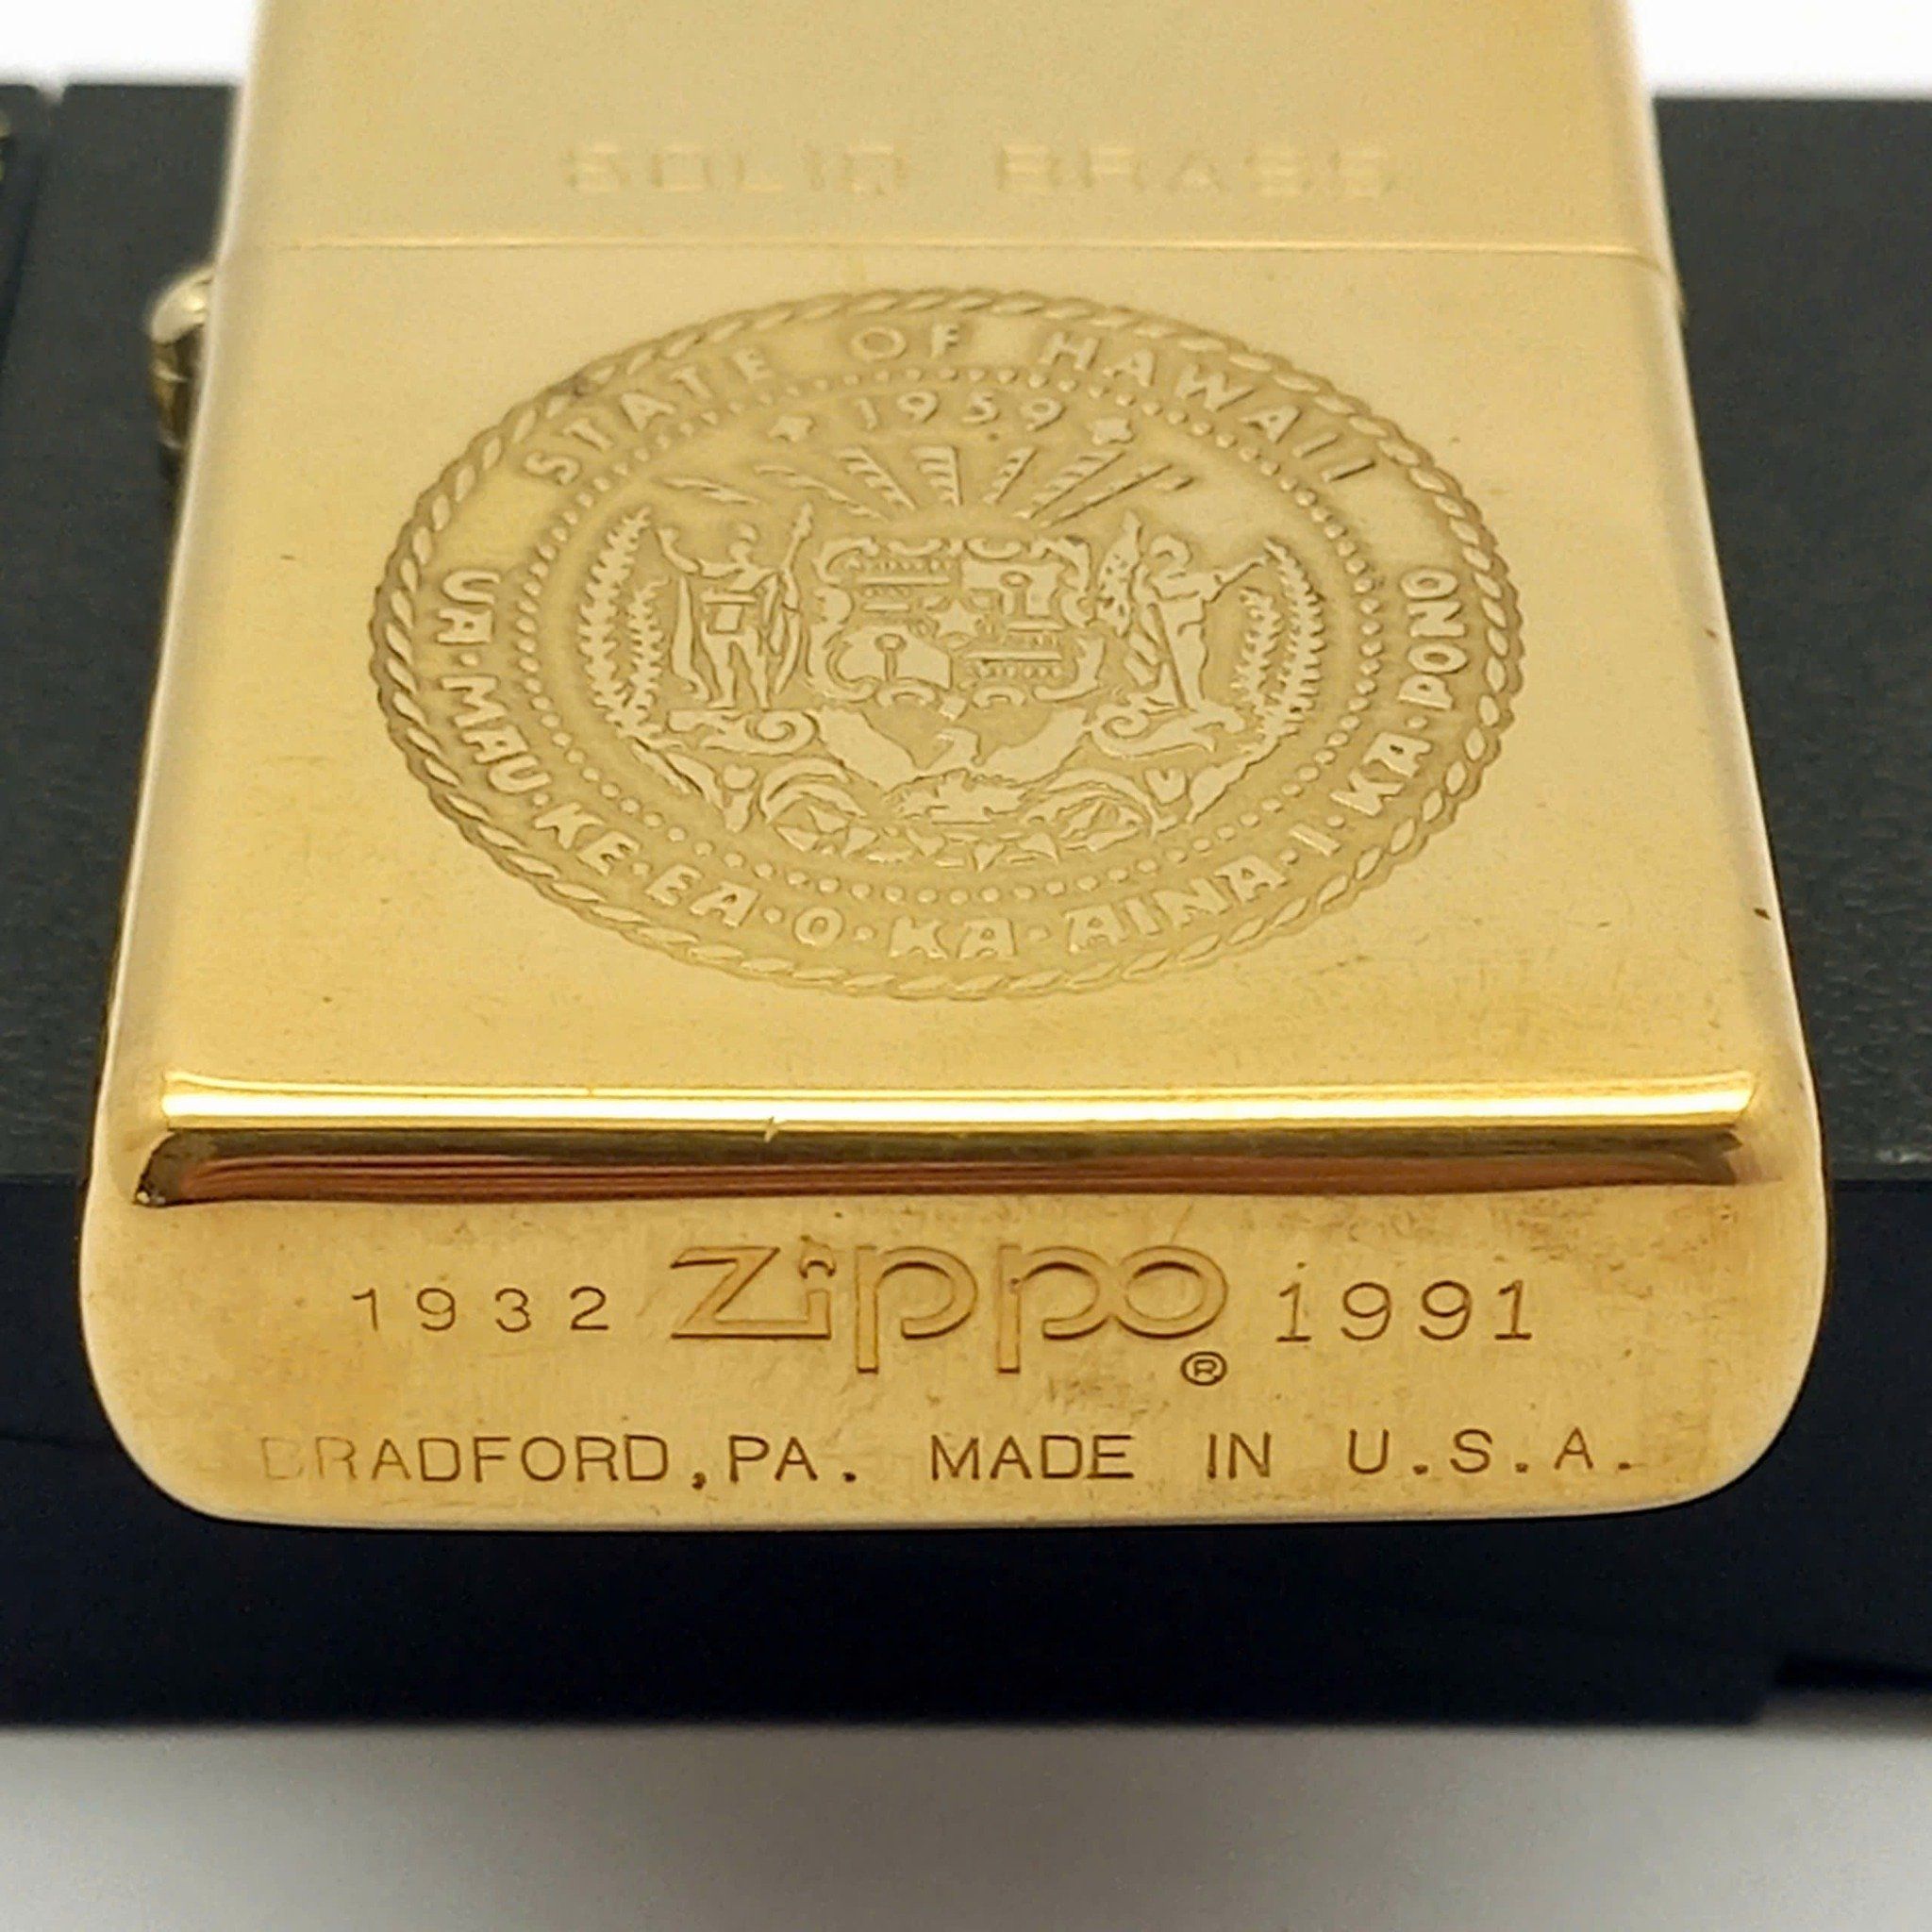 SOLID BRASS
STATE OF HAWAII
1959
UA·MAU·KE·EA·O·KA·AINA·I·KA·PONO
1932 Zippo® 1991
BRADFORD,PA. MADE IN U.S.A.